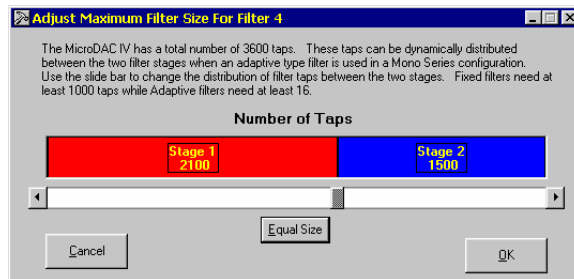 Adjust Maximum Filter Size For Filter 4
The MicroDAC IV has a total number of 3600 taps. These taps can be dynamically distributed
between the two filter stages when an adaptive type filter is used in a Mono Series configuration.
Use the slide bar to change the distribution of filter taps between the two stages. Fixed filters need at
least 1000 taps while Adaptive filters need at least 16.
Number of Taps
Stage 1
2100
Stage 2
1500
Equal Size
Cancel
OK